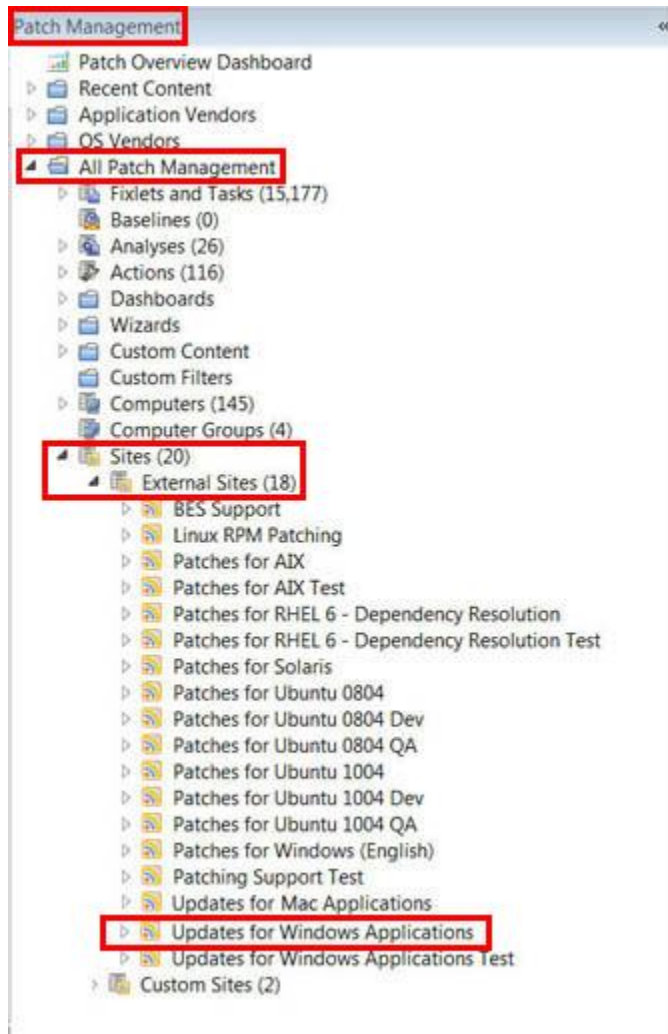 Patch Management
Patch Overview Dashboard
Recent Content
Application Vendors
OS Vendors
All Patch Management
Fixlets and Tasks (15,177)
Baselines (0)
Analyses (26)
Actions (116)
Dashboards
Wizards
Custom Content
Custom Filters
Computers (145)
Computer Groups (4)
Sites (20)
External Sites (18)
BES Support
Linux RPM Patching
Patches for AIX
Patches for AIX Test
Patches for RHEL 6 - Dependency Resolution
Patches for RHEL 6 - Dependency Resolution Test
Patches for Solaris
Patches for Ubuntu 0804
Patches for Ubuntu 0804 Dev
Patches for Ubuntu 0804 QA
Patches for Ubuntu 1004
Patches for Ubuntu 1004 Dev
Patches for Ubuntu 1004 QA
Patches for Windows (English)
Patching Support Test
Updates for Mac Applications
Updates for Windows Applications
Updates for Windows Applications Test
Custom Sites (2)